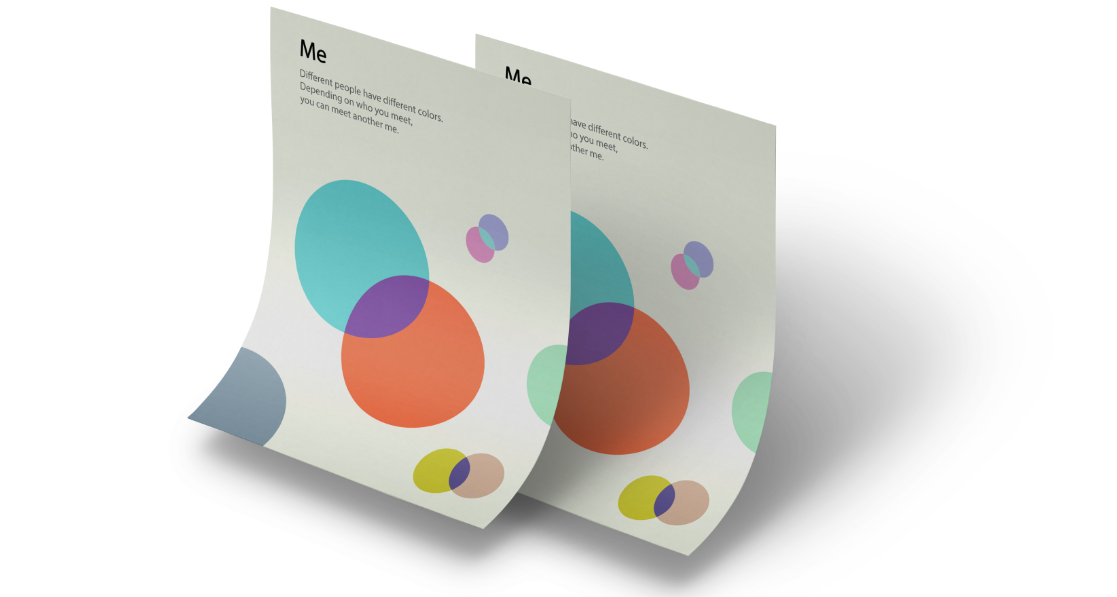 Me
Different people have different colors.
Depending on who you meet,
you can meet another me.
Me
have different colors.
you meet,
me.